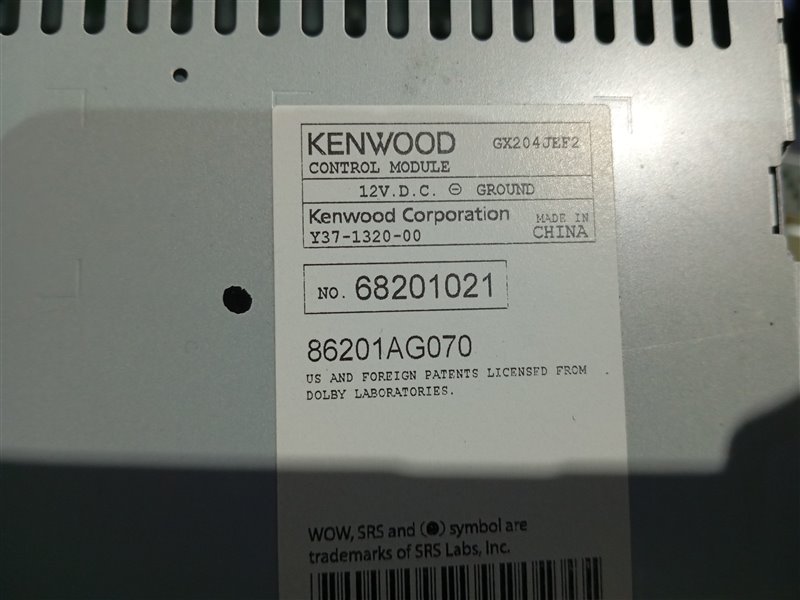 KENWOOD GX204JEF2
CONTROL MODULE
12V.D.C. ⊖ GROUND
Kenwood Corporation MADE IN
Y37-1320-00 CHINA
NO. 68201021
86201AG070
US AND FOREIGN PATENTS LICENSED FROM
DOLBY LABORATORIES.
WOW, SRS and (●) symbol are
trademarks of SRS Labs, Inc.